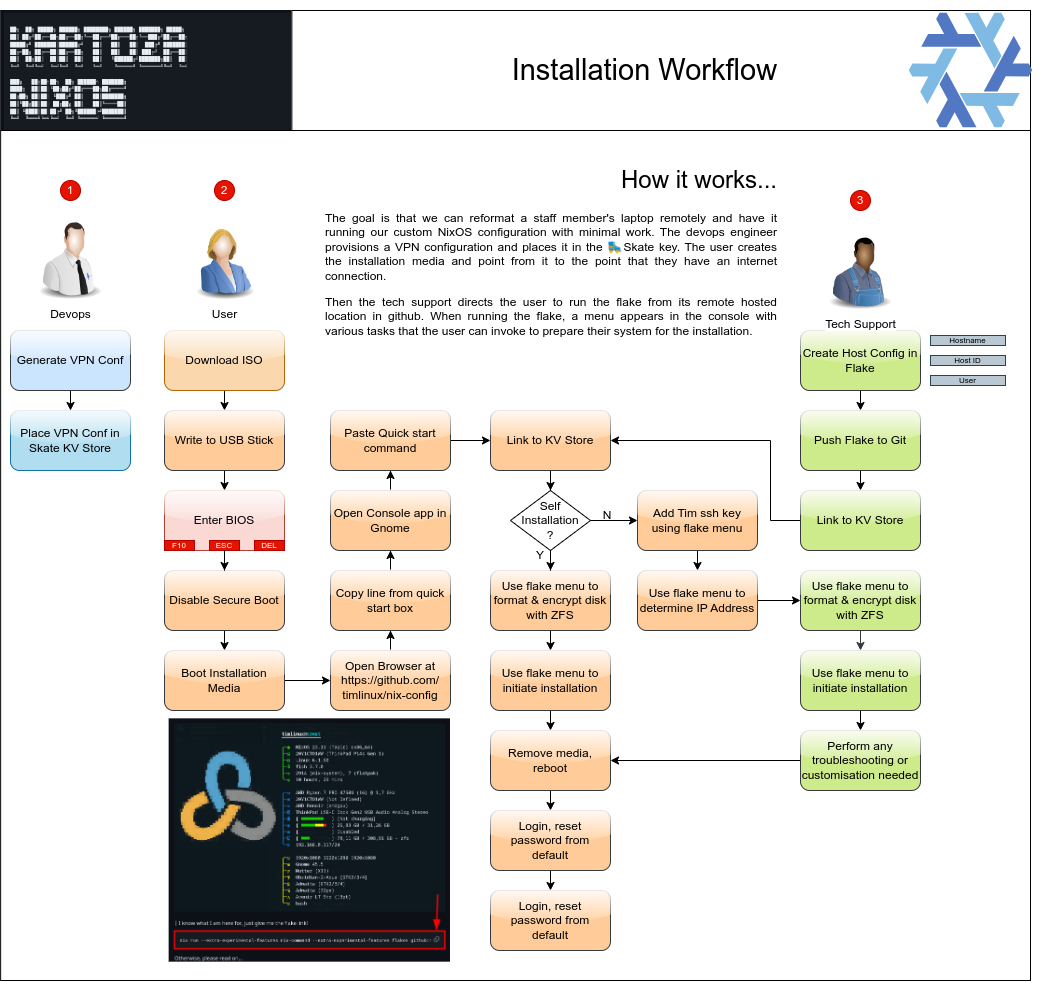 KARTOZA
NIXOS
Installation Workflow
How it works...
The goal is that we can reformat a staff member's laptop remotely and have it
running our custom NixOS configuration with minimal work. The devops engineer
provisions a VPN configuration and places it in the 🛼 Skate key. The user creates
the installation media and point from it to the point that they have an internet
connection.
Then the tech support directs the user to run the flake from its remote hosted
location in github. When running the flake, a menu appears in the console with
various tasks that the user can invoke to prepare their system for the installation.
1
Devops
Generate VPN Conf
Place VPN Conf in
Skate KV Store
2
User
Download ISO
Write to USB Stick
Enter BIOS
F10
ESC
DEL
Disable Secure Boot
Boot Installation
Media
Open Browser at
https://github.com/
timlinux/nix-config
Copy line from quick
start box
Open Console app in
Gnome
Paste Quick start
command
Link to KV Store
Self
Installation
?
N
Y
Add Tim ssh key
using flake menu
Use flake menu to
determine IP Address
Use flake menu to
format & encrypt disk
with ZFS
Use flake menu to
initiate installation
Remove media,
reboot
Login, reset
password from
default
Login, reset
password from
default
3
Tech Support
Create Host Config in
Flake
Hostname
Host ID
User
Push Flake to Git
Link to KV Store
Use flake menu to
format & encrypt disk
with ZFS
Use flake menu to
initiate installation
Perform any
troubleshooting or
customisation needed
I know what I am here for, just give me the flake link!
nix run --extra-experimental-features nix-command --extra-experimental-features flakes github:
Otherwise, please read on...